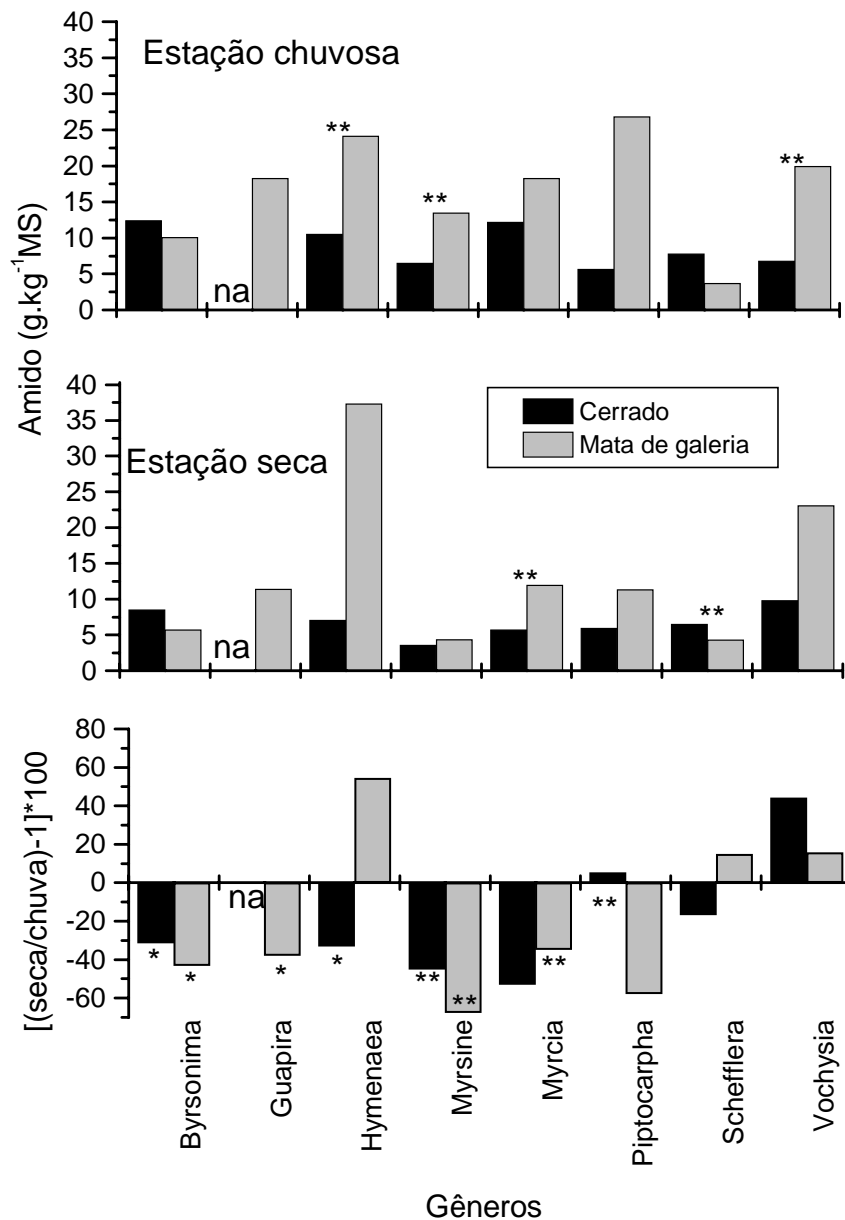 Amido (g.kg⁻¹MS)
Estação chuvosa
40
35
30
25
20
15
10
5
0
**
**
**
na
Estação seca
40
35
30
25
20
15
10
5
0
Cerrado
Mata de galeria
**
**
na
[(seca/chuva)-1]*100
80
60
40
20
0
-20
-40
-60
na
**
*
*
*
*
**
**
**
Byrsonima
Guapira
Hymenaea
Myrsine
Myrcia
Piptocarpha
Schefflera
Vochysia
Gêneros